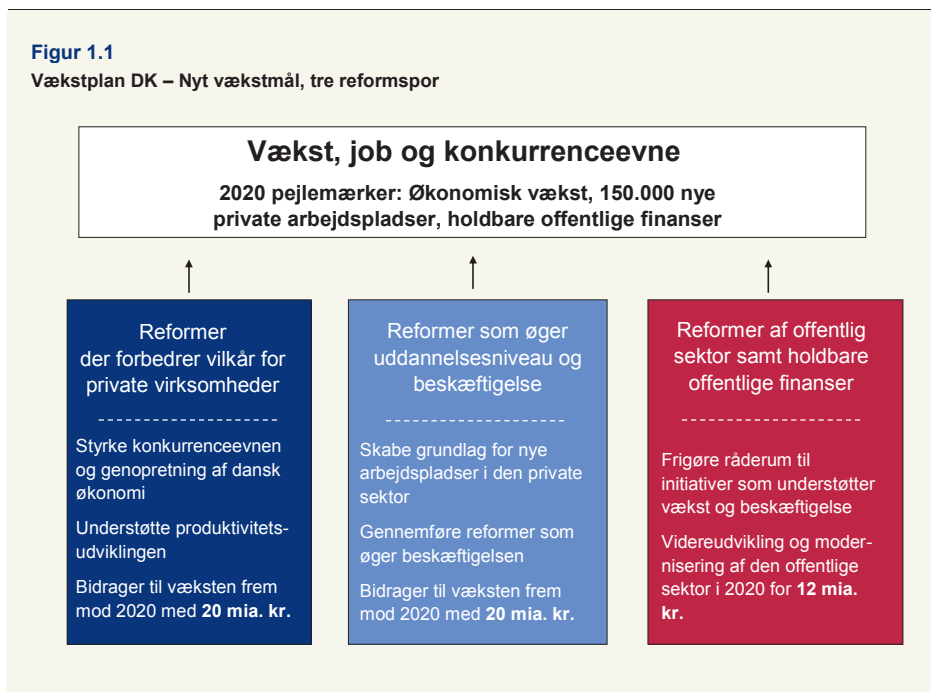 Figur 1.1
Vækstplan DK – Nyt vækstmål, tre reformspor
Vækst, job og konkurrenceevne
2020 pejlemærker: Økonomisk vækst, 150.000 nye
private arbejdspladser, holdbare offentlige finanser
Reformer
der forbedrer vilkår for
private virksomheder
Styrke konkurrenceevnen
og genopretning af dansk
økonomi
Understøtte produktivitets-
udviklingen
Bidrager til væksten frem
mod 2020 med 20 mia. kr.
Reformer som øger
uddannelsesniveau og
beskæftigelse
Skabe grundlag for nye
arbejdspladser i den private
sektor
Gennemføre reformer som
øger beskæftigelsen
Bidrager til væksten frem
mod 2020 med 20 mia. kr.
Reformer af offentlig
sektor samt holdbare
offentlige finanser
Frigøre råderum til
initiativer som understøtter
vækst og beskæftigelse
Videreudvikling og moder-
nisering af den offentlige
sektor i 2020 for 12 mia.
kr.